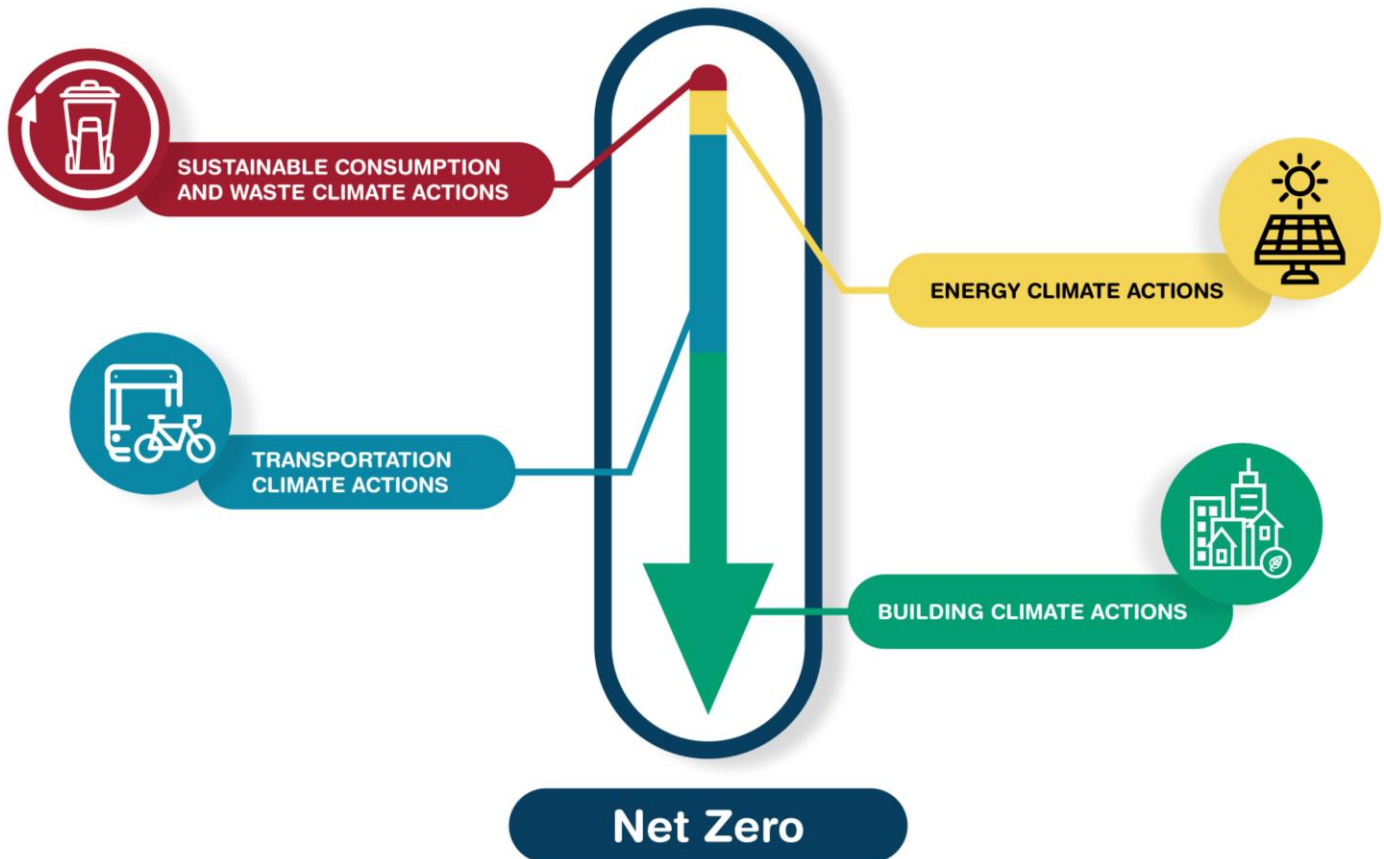 SUSTAINABLE CONSUMPTION
AND WASTE CLIMATE ACTIONS
ENERGY CLIMATE ACTIONS
TRANSPORTATION
CLIMATE ACTIONS
BUILDING CLIMATE ACTIONS
Net Zero